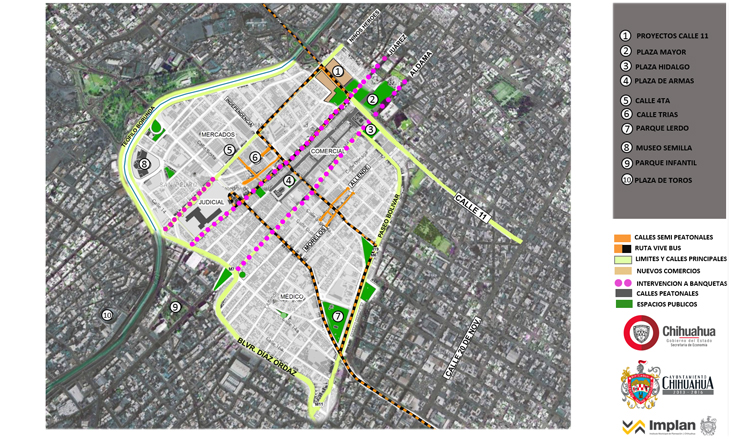 NIÑOS HEROES
JUAREZ
ALDAMA
1
2
TEOFILO BORUNDA
INDEPENDENCIA
3
MERCADOS
5
6
COMERCIAL
8
4
ALLENDE
JUDICIAL
CALLE 11
PASEO BOLIVAR
MORELOS
MEDICO
9
10
7
CALLE 20 DE NOV.
BLVR. DIAZ ORDAZ
1 PROYECTOS CALLE 11
2 PLAZA MAYOR
3 PLAZA HIDALGO
4 PLAZA DE ARMAS
5 CALLE 4TA
6 CALLE TRIAS
7 PARQUE LERDO
8 MUSEO SEMILLA
9 PARQUE INFANTIL
10 PLAZA DE TOROS
CALLES SEMI PEATONALES
RUTA VIVE BUS
LIMITES Y CALLES PRINCIPALES
NUEVOS COMERCIOS
INTERVENCION A BANQUETAS
CALLES PEATONALES
ESPACIOS PUBLICOS
Chihuahua
Gobierno del Estado
Secretaría de Economía
AYUNTAMIENTO
CHIHUAHUA
Implan